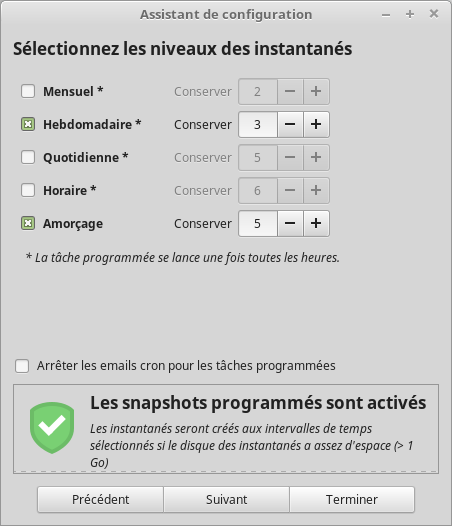 Assistant de configuration
Sélectionnez les niveaux des instantanés
Mensuel * Conserver 2
Hebdomadaire * Conserver 3
Quotidienne * Conserver 5
Horaire * Conserver 6
Amorçage Conserver 5
* La tâche programmée se lance une fois toutes les heures.
Arrêter les emails cron pour les tâches programmées
Les snapshots programmés sont activés
Les instantanés seront créés aux intervalles de temps
sélectionnés si le disque des instantanés a assez d'espace (> 1
Go)
Précédent Suivant Terminer